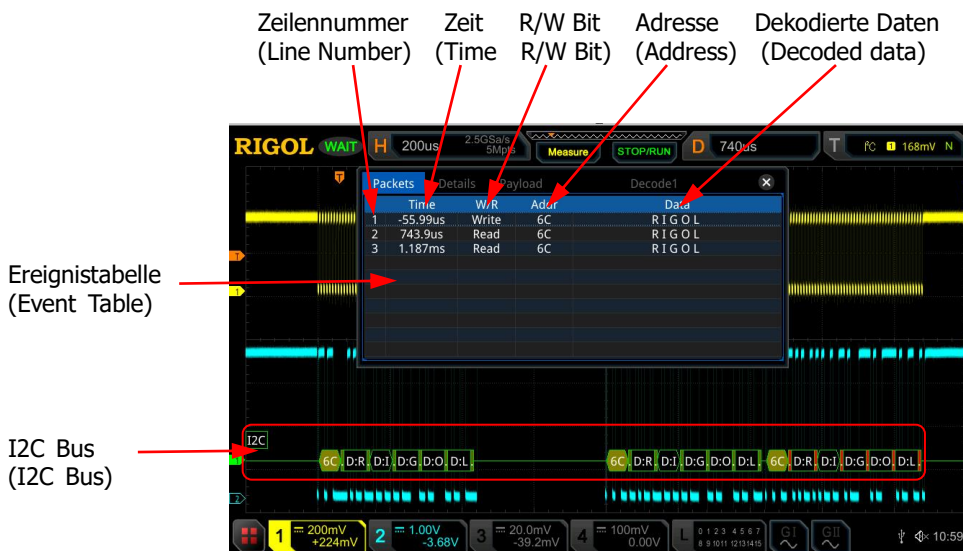 Zeilennummer Zeit R/W Bit Adresse Dekodierte Daten
(Line Number) (Time R/W Bit) (Address) (Decoded data)
RIGOL WAIT H 200us 2.5GSa/s 5Mpts Measure STOP/RUN D 740us T I²C 1 168mV N
Packets Details Payload Decode1
Time W/R Addr Data
1 -55.99us Write 6C R I G O L
2 743.9us Read 6C R I G O L
3 1.187ms Read 6C R I G O L
T
1
Ereignistabelle
(Event Table)
I2C Bus
(I2C Bus)
I2C
6C D:R D:I D:G D:O D:L 6C D:R D:I D:G D:O D:L 6C D:R D:I D:G D:O D:L
2
1 200mV +224mV 2 1.00V -3.68V 3 20.0mV -39.2mV 4 100mV 0.00V L 0 1 2 3 4 5 6 7 8 9 10 11 12 13 14 15 GI GII 10:59